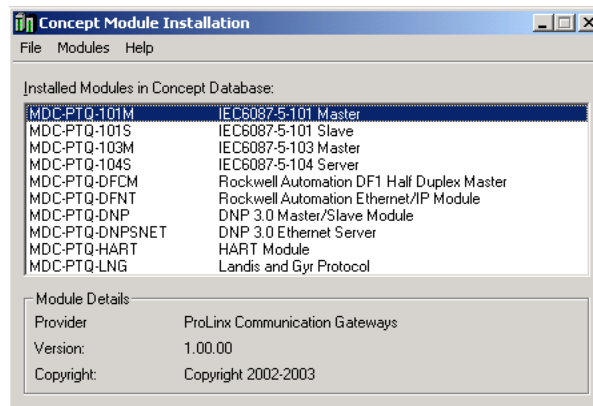 Concept Module Installation
File Modules Help
Installed Modules in Concept Database:
MDC-PTQ-101M IEC6087-5-101 Master
MDC-PTQ-101S IEC6087-5-101 Slave
MDC-PTQ-103M IEC6087-5-103 Master
MDC-PTQ-104S IEC6087-5-104 Server
MDC-PTQ-DFCM Rockwell Automation DF1 Half Duplex Master
MDC-PTQ-DFNT Rockwell Automation Ethernet/IP Module
MDC-PTQ-DNP DNP 3.0 Master/Slave Module
MDC-PTQ-DNPSNET DNP 3.0 Ethernet Server
MDC-PTQ-HART HART Module
MDC-PTQ-LNG Landis and Gyr Protocol
Module Details
Provider ProLinx Communication Gateways
Version: 1.00.00
Copyright: Copyright 2002-2003